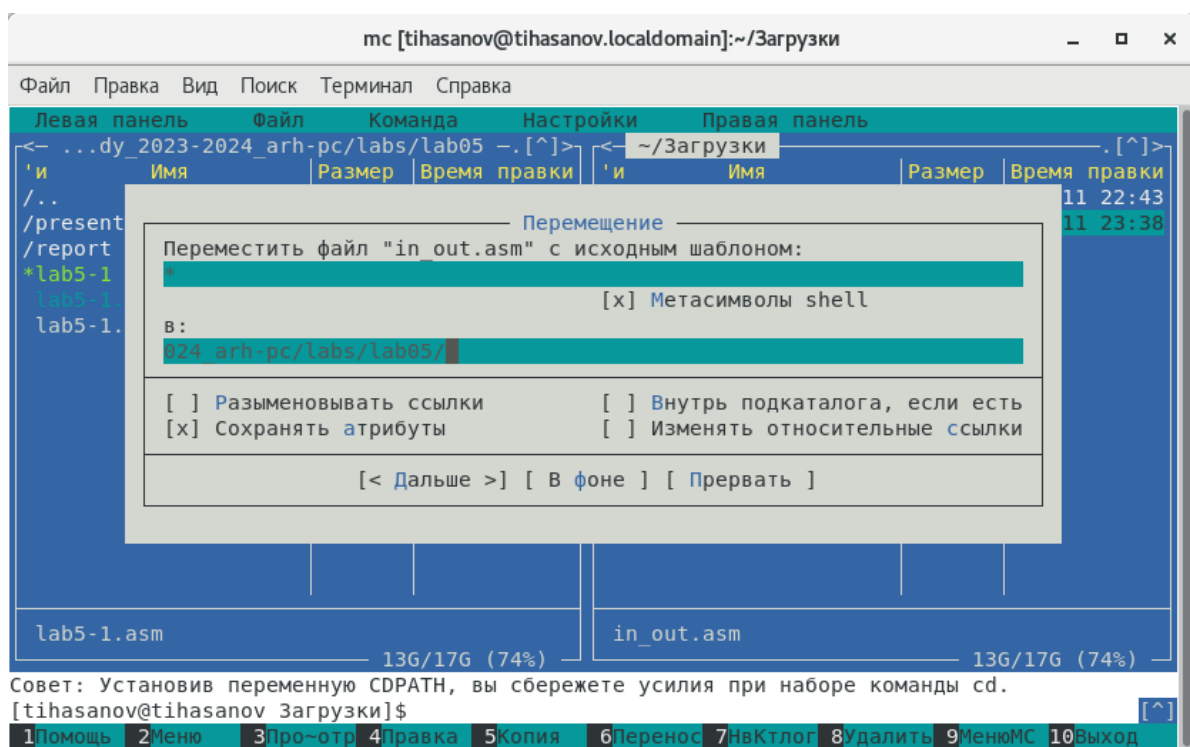 mc [tihasanov@tihasanov.localdomain]:~/Загрузки
Файл Правка Вид Поиск Терминал Справка
Левая панель Файл Команда Настройки Правая панель
<— ...dy_2023-2024_arh-pc/labs/lab05 —.[^]> <— ~/Загрузки —.[^]>
'и Имя Размер Время правки 'и Имя Размер Время правки
/.. 11 22:43
/present 11 23:38
/report
*lab5-1
lab5-1.
lab5-1.
Перемещение
Переместить файл "in_out.asm" с исходным шаблоном:
*
[x] Метасимволы shell
в:
024_arh-pc/labs/lab05/
[ ] Разыменовывать ссылки [ ] Внутрь подкаталога, если есть
[x] Сохранять атрибуты [ ] Изменять относительные ссылки
[< Дальше >] [ В фоне ] [ Прервать ]
lab5-1.asm in_out.asm
13G/17G (74%) 13G/17G (74%)
Совет: Установив переменную CDPATH, вы сбережете усилия при наборе команды cd.
[tihasanov@tihasanov Загрузки]$ [^]
1Помощь 2Меню 3Про~отр 4Правка 5Копия 6Перенос 7НвКтлог 8Удалить 9МенюМС 10Выход